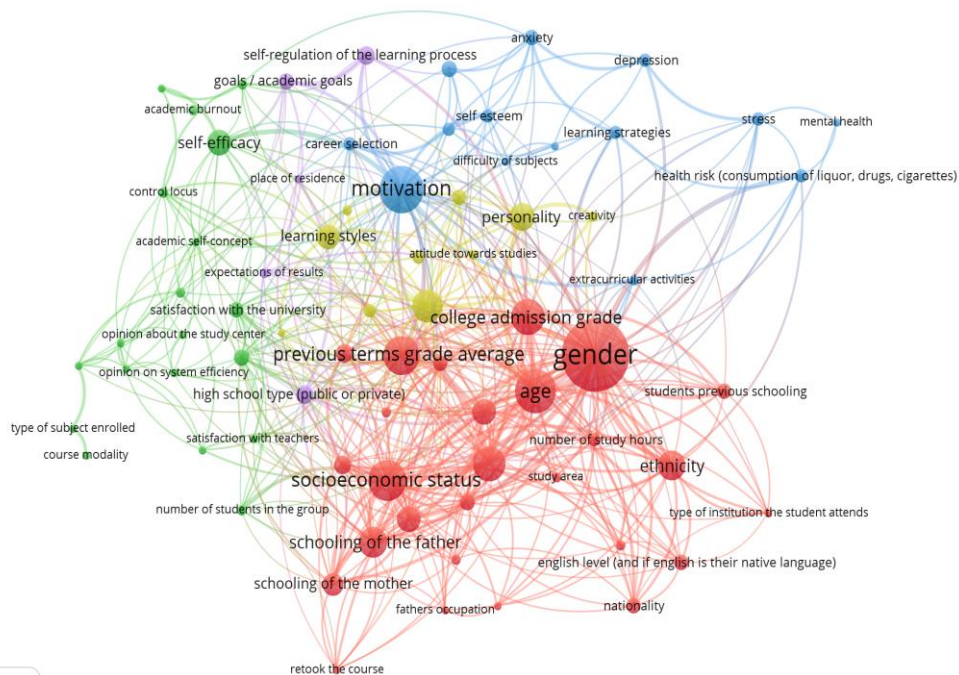 anxiety
self-regulation of the learning process
depression
goals / academic goals
academic burnout
self esteem
stress
mental health
learning strategies
self-efficacy
career selection
difficulty of subjects
place of residence
motivation
health risk (consumption of liquor, drugs, cigarettes)
control locus
personality
creativity
learning styles
academic self-concept
attitude towards studies
expectations of results
extracurricular activities
satisfaction with the university
college admission grade
opinion about the study center
previous terms grade average
gender
opinion on system efficiency
high school type (public or private)
age
students previous schooling
type of subject enrolled
satisfaction with teachers
number of study hours
course modality
ethnicity
socioeconomic status
study area
number of students in the group
type of institution the student attends
schooling of the father
english level (and if english is their native language)
schooling of the mother
fathers occupation
nationality
retook the course